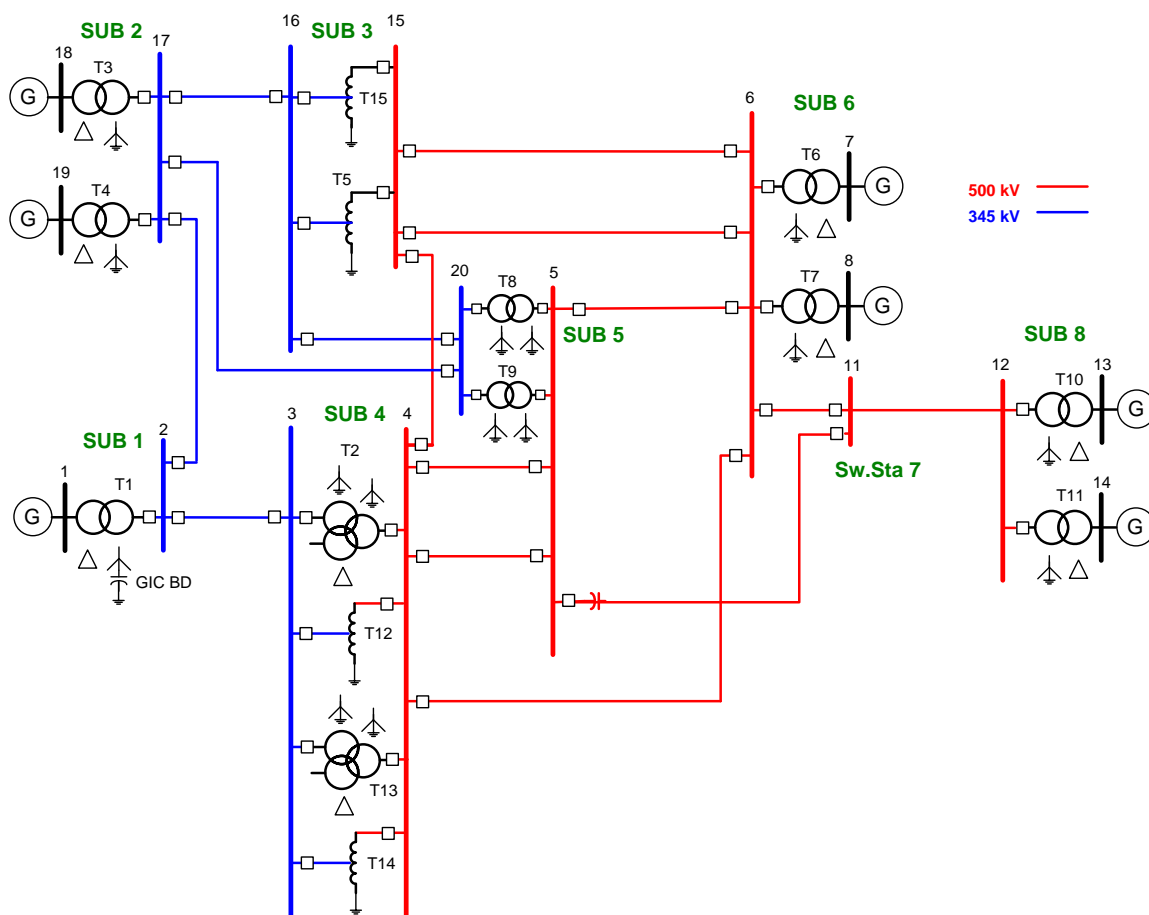 SUB 2
17
16
SUB 3
15
18
T3
G
T15
6
SUB 6
7
T6
G
500 kV
345 kV
19
T4
G
T5
20
T8
5
SUB 5
8
T7
G
T9
11
12
SUB 8
13
T10
G
SUB 1
2
3
SUB 4
4
T2
1
T1
G
GIC BD
Sw.Sta 7
14
T11
G
T12
T13
T14